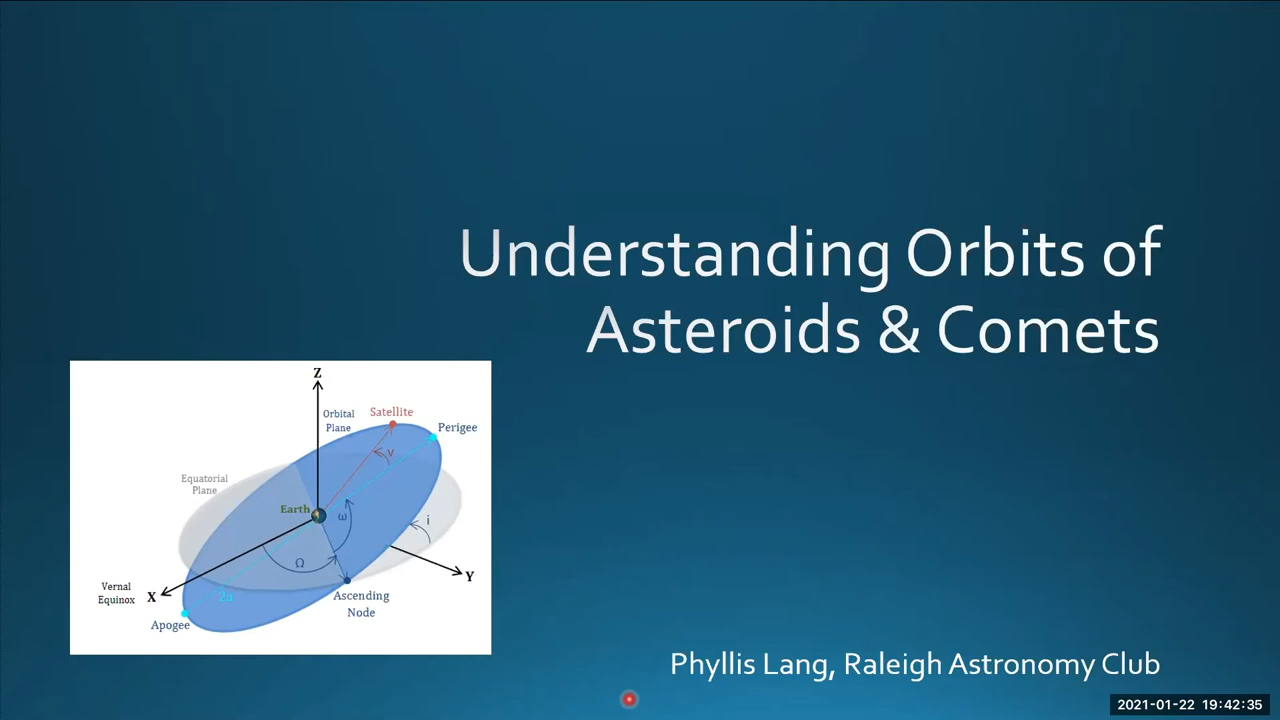 Understanding Orbits of
Asteroids & Comets
Z
Orbital
Plane
Satellite
Perigee
ν
Equatorial
Plane
Earth
ω
i
Ω
Y
Vernal
Equinox
X
2a
Ascending
Node
Apogee
Phyllis Lang, Raleigh Astronomy Club
2021-01-22 19:42:35